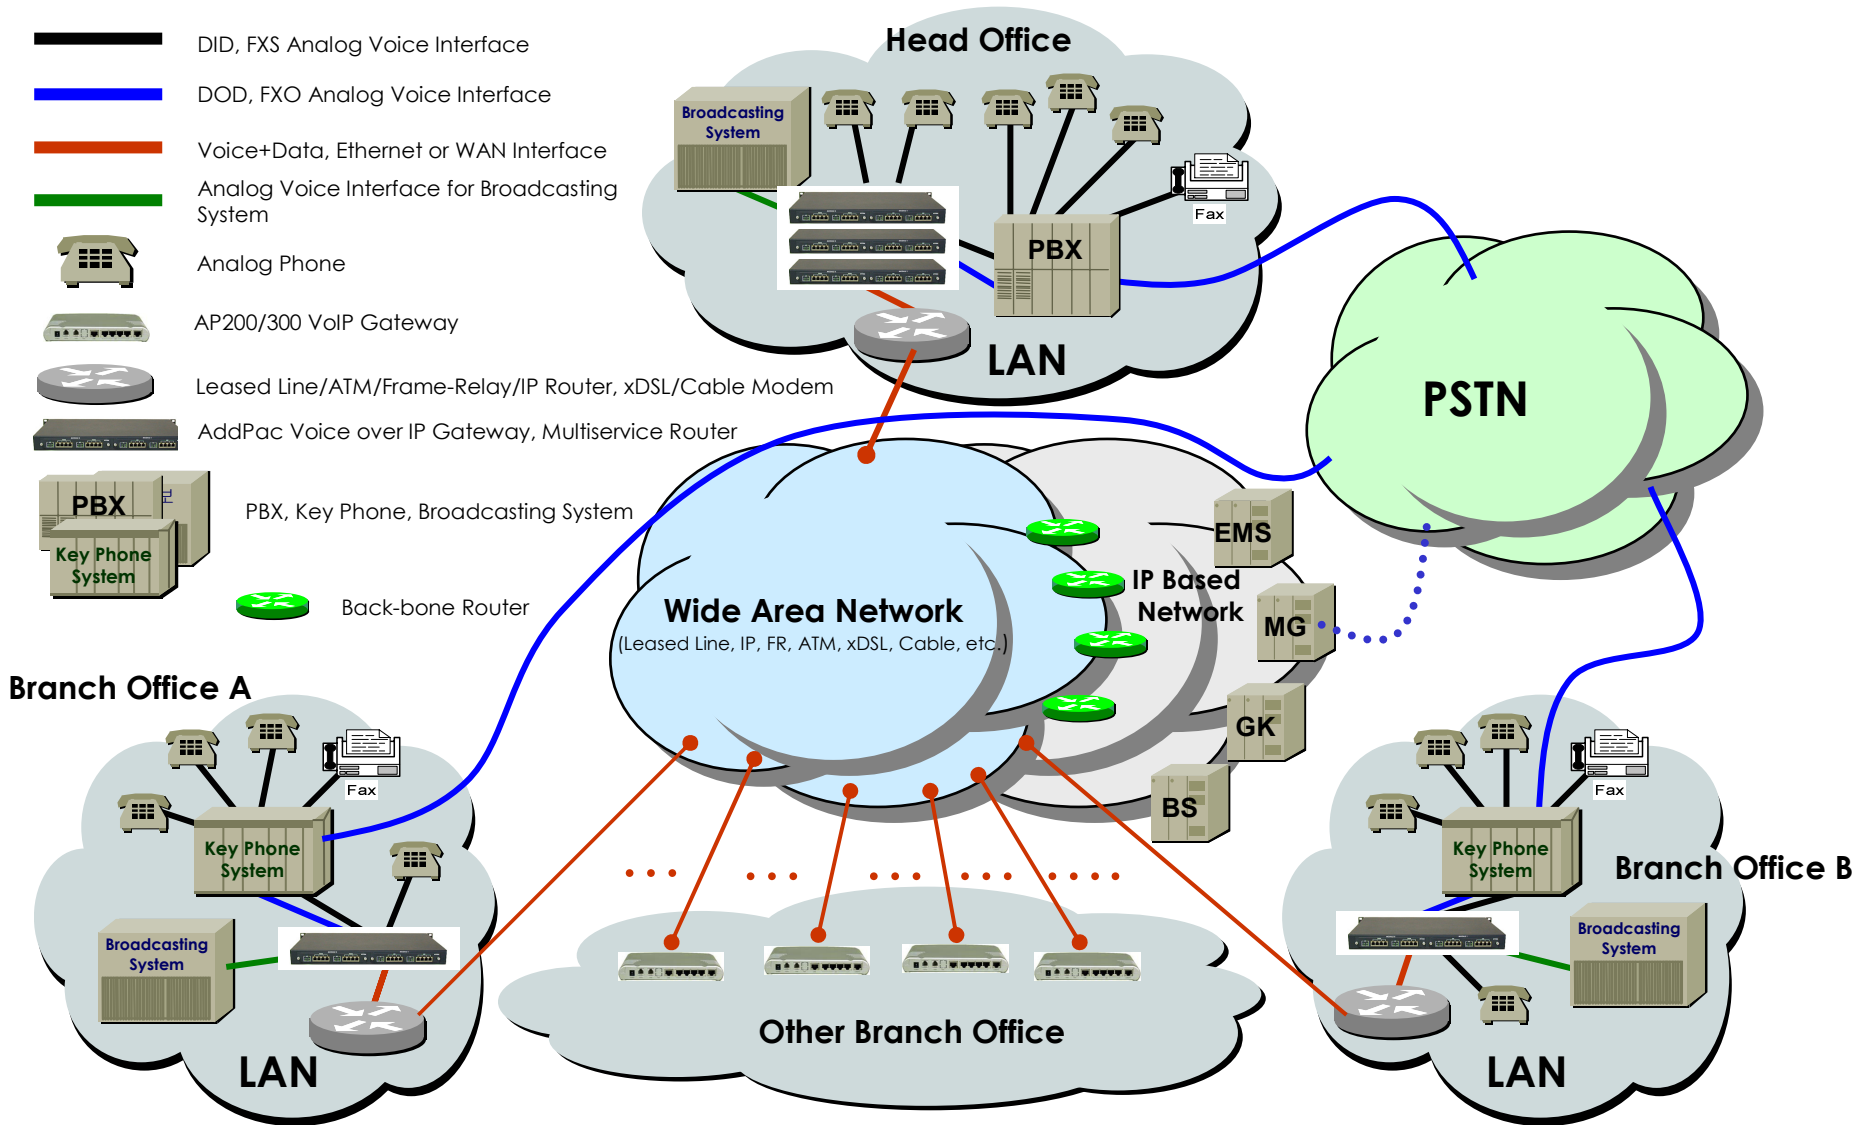 DID, FXS Analog Voice Interface
DOD, FXO Analog Voice Interface
Voice+Data, Ethernet or WAN Interface
Analog Voice Interface for Broadcasting
System
Analog Phone
AP200/300 VoIP Gateway
Leased Line/ATM/Frame-Relay/IP Router, xDSL/Cable Modem
AddPac Voice over IP Gateway, Multiservice Router
PBX
Key Phone
System
PBX, Key Phone, Broadcasting System
Back-bone Router
Head Office
Broadcasting
System
Fax
PBX
LAN
PSTN
Wide Area Network
(Leased Line, IP, FR, ATM, xDSL, Cable, etc.)
IP Based
Network
EMS
MG
GK
BS
Branch Office A
Fax
Key Phone
System
Broadcasting
System
LAN
Other Branch Office
Branch Office B
Fax
Key Phone
System
Broadcasting
System
LAN